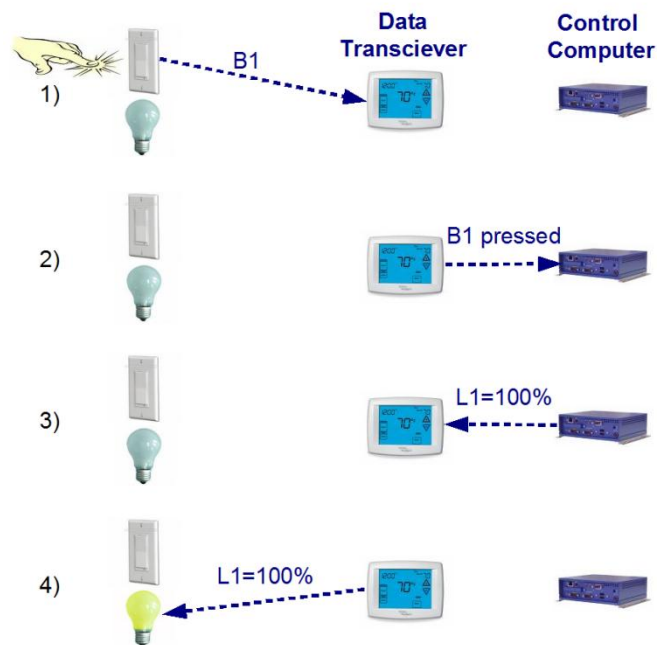 Data
Transciever
Control
Computer
1)
B1
2)
B1 pressed
3)
L1=100%
4)
L1=100%